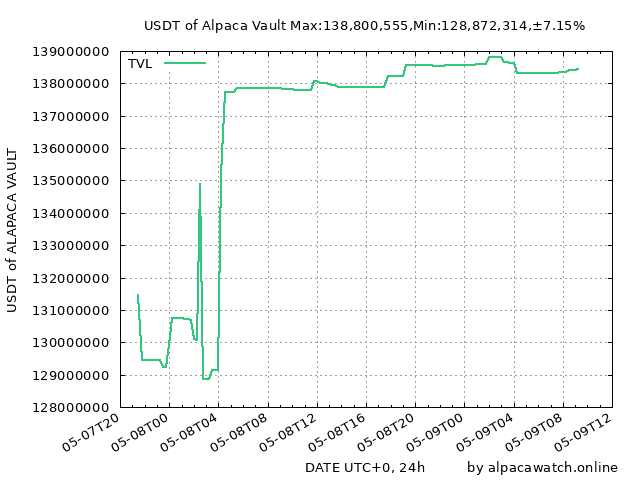 USDT of Alpaca Vault Max:138,800,555,Min:128,872,314,±7.15%
TVL
139000000
138000000
137000000
136000000
135000000
134000000
133000000
132000000
131000000
130000000
129000000
128000000
USDT of ALAPACA VAULT
05-07T20
05-08T00
05-08T04
05-08T08
05-08T12
05-08T16
05-08T20
05-09T00
05-09T04
05-09T08
05-09T12
DATE UTC+0, 24h
by alpacawatch.online